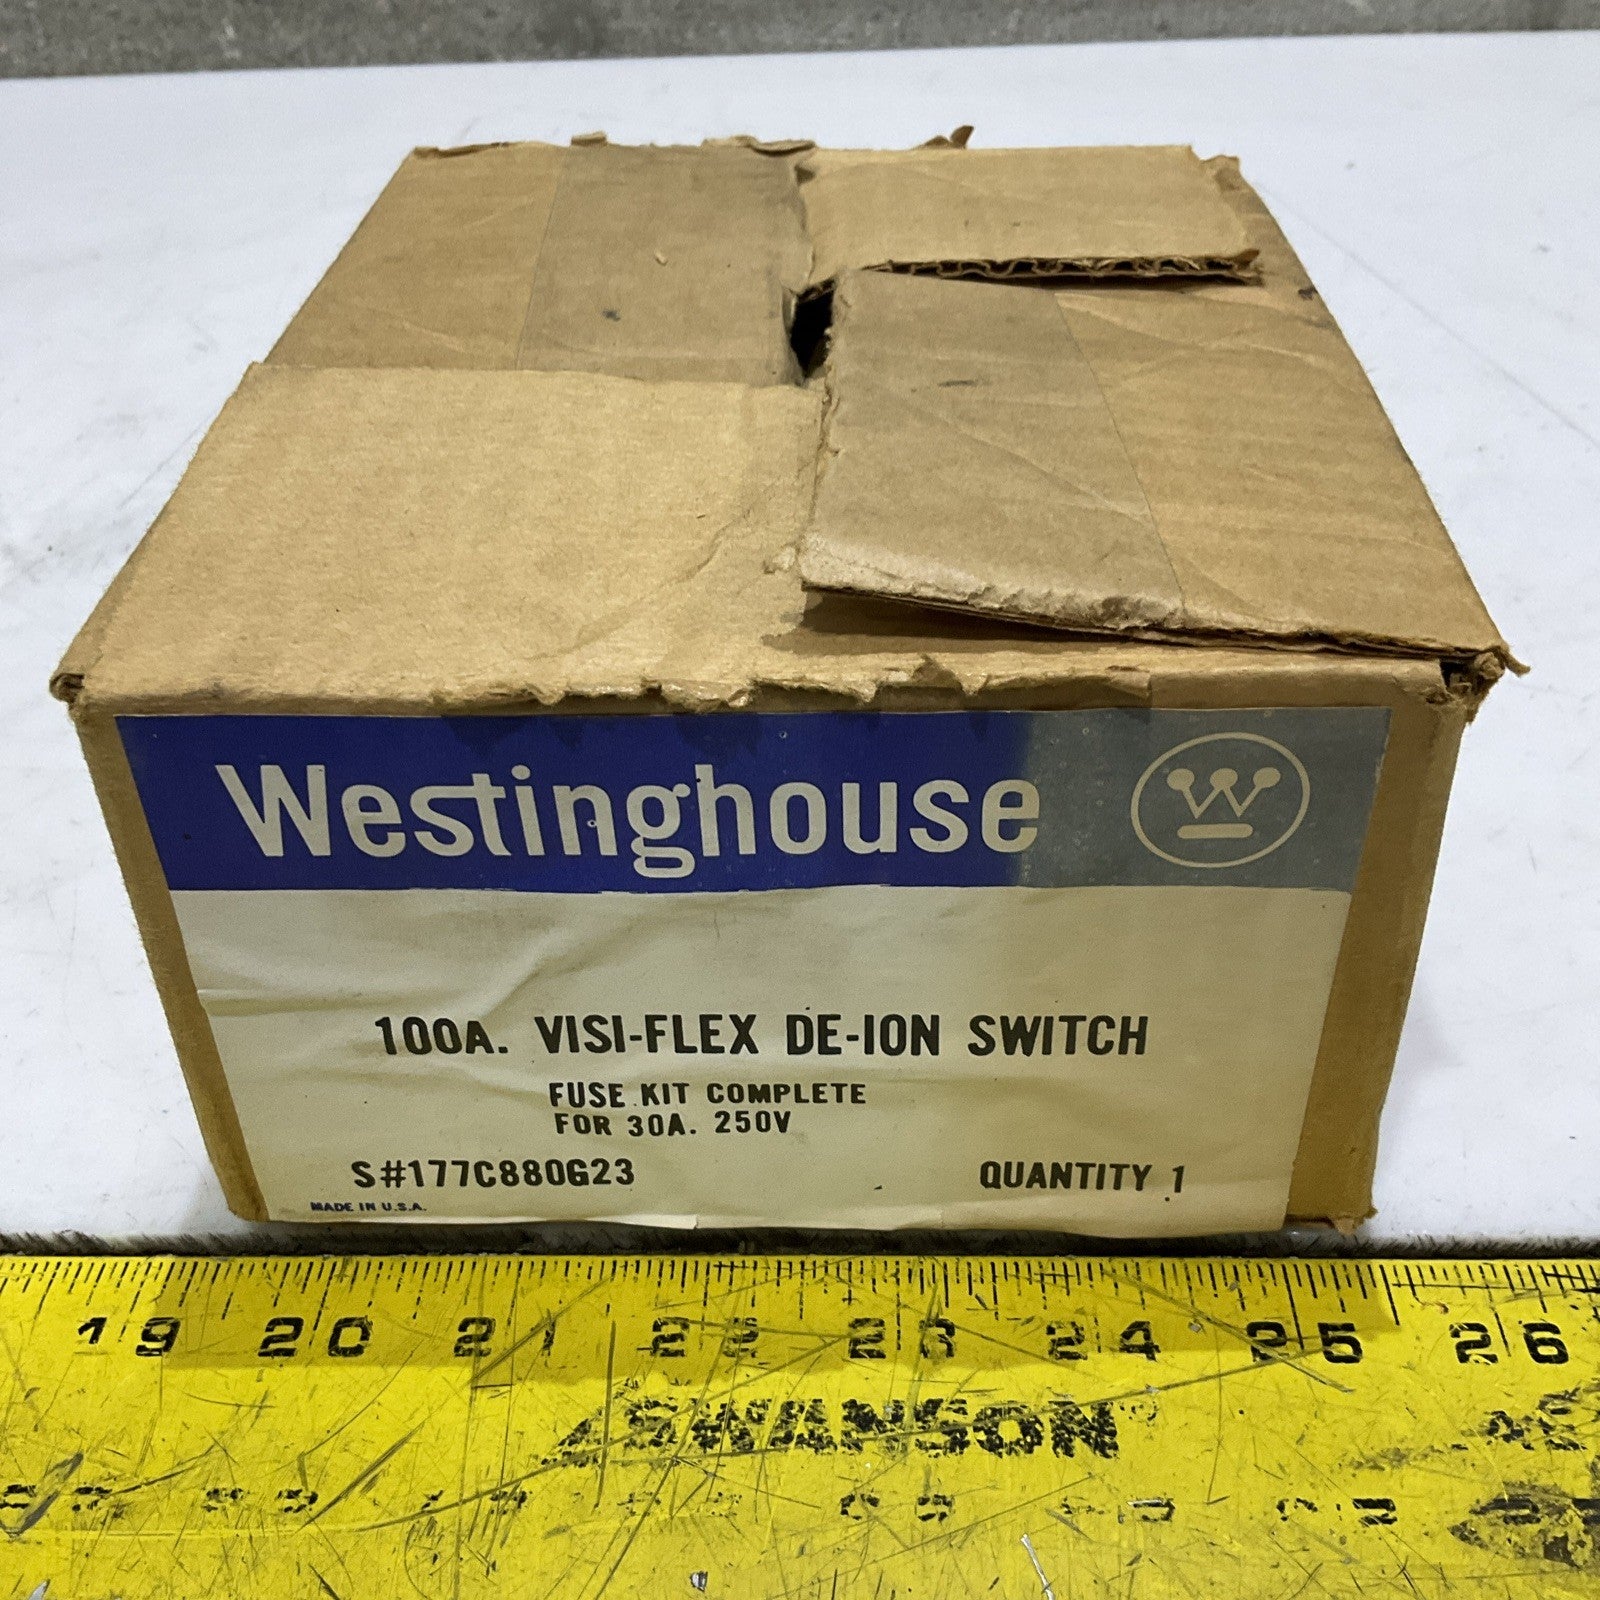 Westinghouse
100A. VISI-FLEX DE-ION SWITCH
FUSE KIT COMPLETE
FOR 30A. 250V
S#177C880G23 QUANTITY 1
MADE IN U.S.A.
19 20 21 22 23 24 25 26
SWANSON